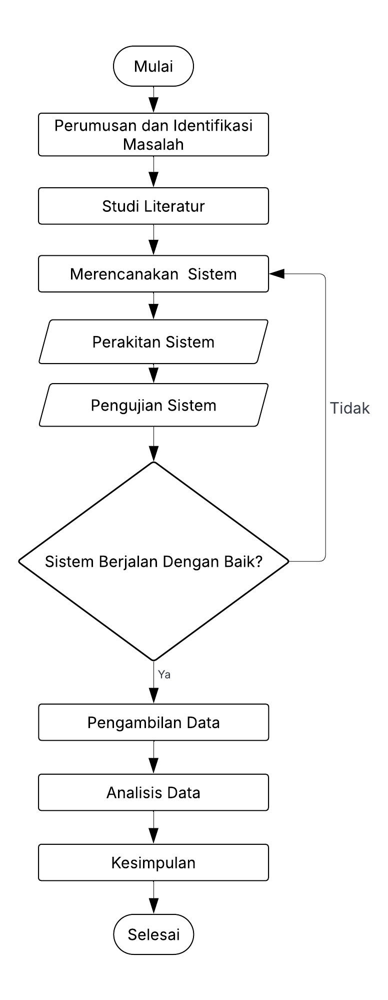 Mulai
Perumusan dan Identifikasi
Masalah
Studi Literatur
Merencanakan  Sistem
Perakitan Sistem
Pengujian Sistem
Tidak
Sistem Berjalan Dengan Baik?
Ya
Pengambilan Data
Analisis Data
Kesimpulan
Selesai